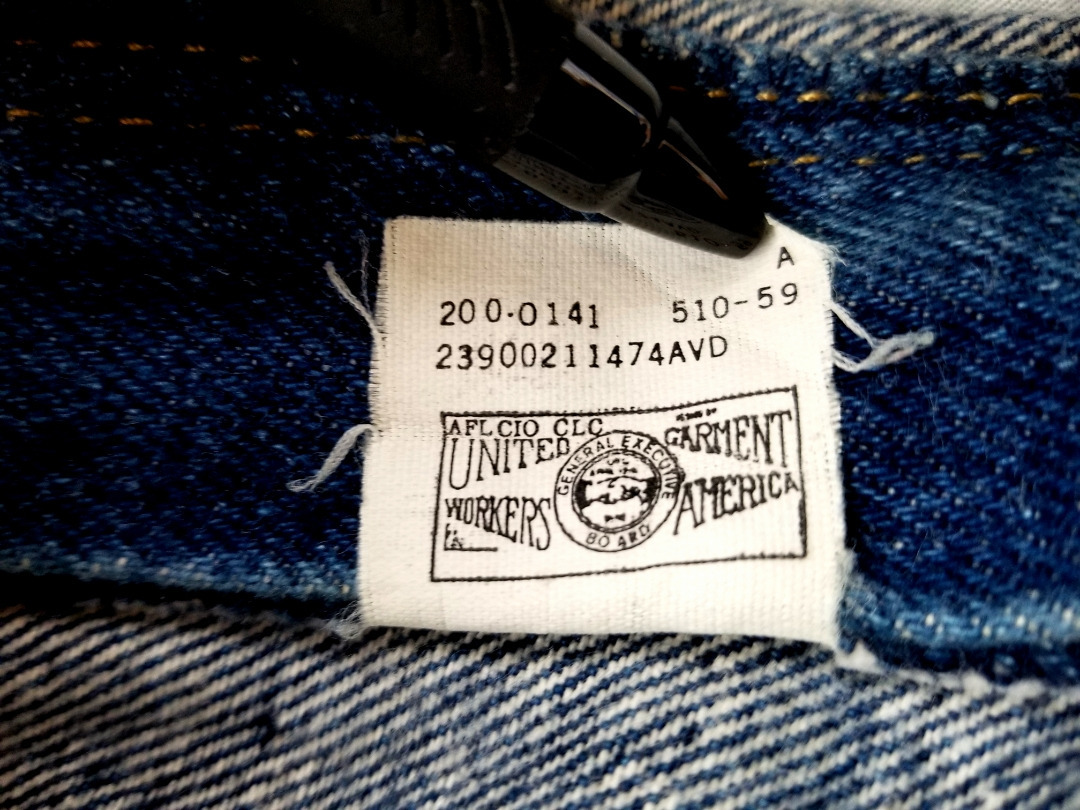 A
200-0141 510-59
23900211474AVD
AFL CIO CLC
UNITED GARMENT
WORKERS AMERICA
GENERAL EXECUTIVE
BOARD